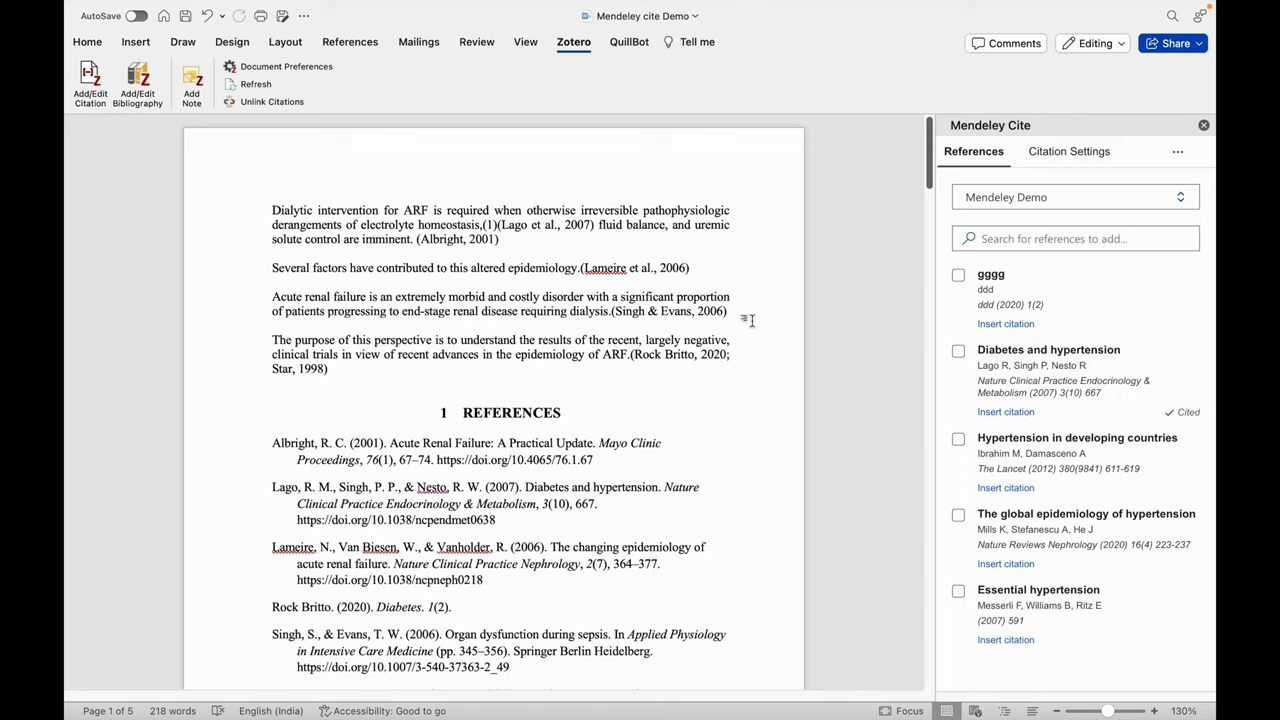 AutoSave
Mendeley cite Demo
Home Insert Draw Design Layout References Mailings Review View Zotero QuillBot Tell me
Comments Editing Share
Add/Edit Citation
Add/Edit Bibliography
Add Note
Document Preferences
Refresh
Unlink Citations
Dialytic intervention for ARF is required when otherwise irreversible pathophysiologic
derangements of electrolyte homeostasis,(1)(Lago et al., 2007) fluid balance, and uremic
solute control are imminent. (Albright, 2001)
Several factors have contributed to this altered epidemiology.(Lameire et al., 2006)
Acute renal failure is an extremely morbid and costly disorder with a significant proportion
of patients progressing to end-stage renal disease requiring dialysis.(Singh & Evans, 2006)
The purpose of this perspective is to understand the results of the recent, largely negative,
clinical trials in view of recent advances in the epidemiology of ARF.(Rock Britto, 2020;
Star, 1998)
1 REFERENCES
Albright, R. C. (2001). Acute Renal Failure: A Practical Update. Mayo Clinic
Proceedings, 76(1), 67–74. https://doi.org/10.4065/76.1.67
Lago, R. M., Singh, P. P., & Nesto, R. W. (2007). Diabetes and hypertension. Nature
Clinical Practice Endocrinology & Metabolism, 3(10), 667.
https://doi.org/10.1038/ncpendmet0638
Lameire, N., Van Biesen, W., & Vanholder, R. (2006). The changing epidemiology of
acute renal failure. Nature Clinical Practice Nephrology, 2(7), 364–377.
https://doi.org/10.1038/ncpneph0218
Rock Britto. (2020). Diabetes. 1(2).
Singh, S., & Evans, T. W. (2006). Organ dysfunction during sepsis. In Applied Physiology
in Intensive Care Medicine (pp. 345–356). Springer Berlin Heidelberg.
https://doi.org/10.1007/3-540-37363-2_49
Mendeley Cite
References Citation Settings
Mendeley Demo
Search for references to add...
gggg
ddd
ddd (2020) 1(2)
Insert citation
Diabetes and hypertension
Lago R, Singh P, Nesto R
Nature Clinical Practice Endocrinology &
Metabolism (2007) 3(10) 667
Insert citation Cited
Hypertension in developing countries
Ibrahim M, Damasceno A
The Lancet (2012) 380(9841) 611-619
Insert citation
The global epidemiology of hypertension
Mills K, Stefanescu A, He J
Nature Reviews Nephrology (2020) 16(4) 223-237
Insert citation
Essential hypertension
Messerli F, Williams B, Ritz E
(2007) 591
Insert citation
Page 1 of 5 218 words English (India) Accessibility: Good to go Focus 130%